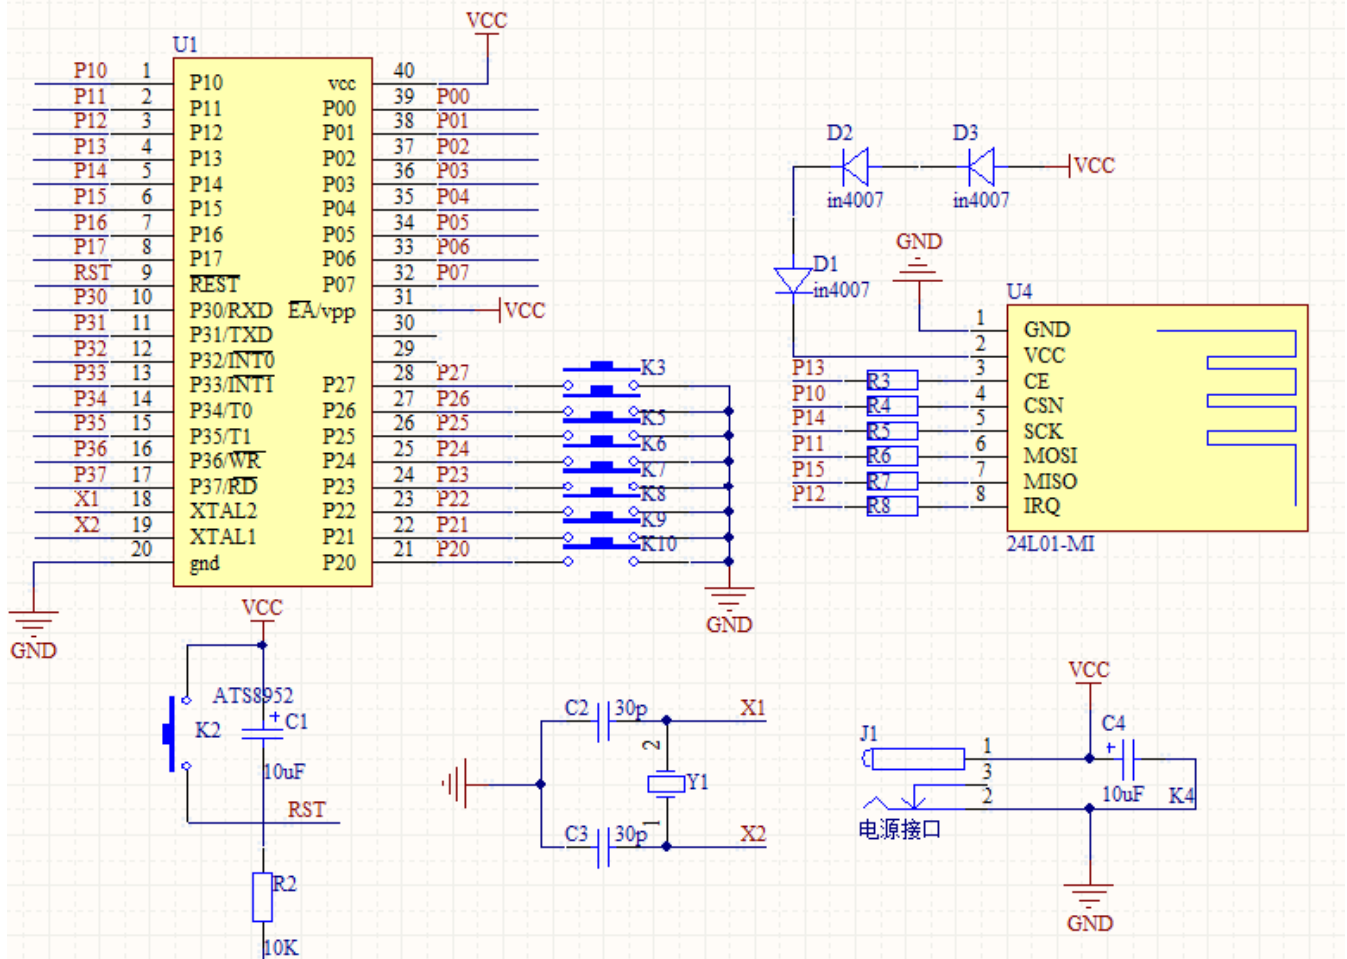 VCC
U1
P10 1 P10 vcc 40
P11 2 P11 P00 39 P00
P12 3 P12 P01 38 P01
P13 4 P13 P02 37 P02
P14 5 P14 P03 36 P03
P15 6 P15 P04 35 P04
P16 7 P16 P05 34 P05
P17 8 P17 P06 33 P06
RST 9 REST P07 32 P07
P30 10 P30/RXD EA/vpp 31 VCC
P31 11 P31/TXD 30
P32 12 P32/INT0 29
P33 13 P33/INT1 P27 28 P27 K3
P34 14 P34/T0 P26 27 P26
P35 15 P35/T1 P25 26 P25 K5
P36 16 P36/WR P24 25 P24 K6
P37 17 P37/RD P23 24 P23 K7
X1 18 XTAL2 P22 23 P22 K8
X2 19 XTAL1 P21 22 P21 K9
20 gnd P20 21 P20 K10
GND
GND
D2 D3
VCC
in4007 in4007
GND
D1
in4007
U4
1 GND
2 VCC
P13 R3 3 CE
P10 R4 4 CSN
P14 R5 5 SCK
P11 R6 6 MOSI
P15 R7 7 MISO
P12 R8 8 IRQ
24L01-MI
VCC
ATS8952
K2 C1
10uF
RST
R2
10K
C2 30p X1
2
Y1
1
C3 30p X2
VCC
J1 1 C4
3
2 10uF K4
电源接口
GND